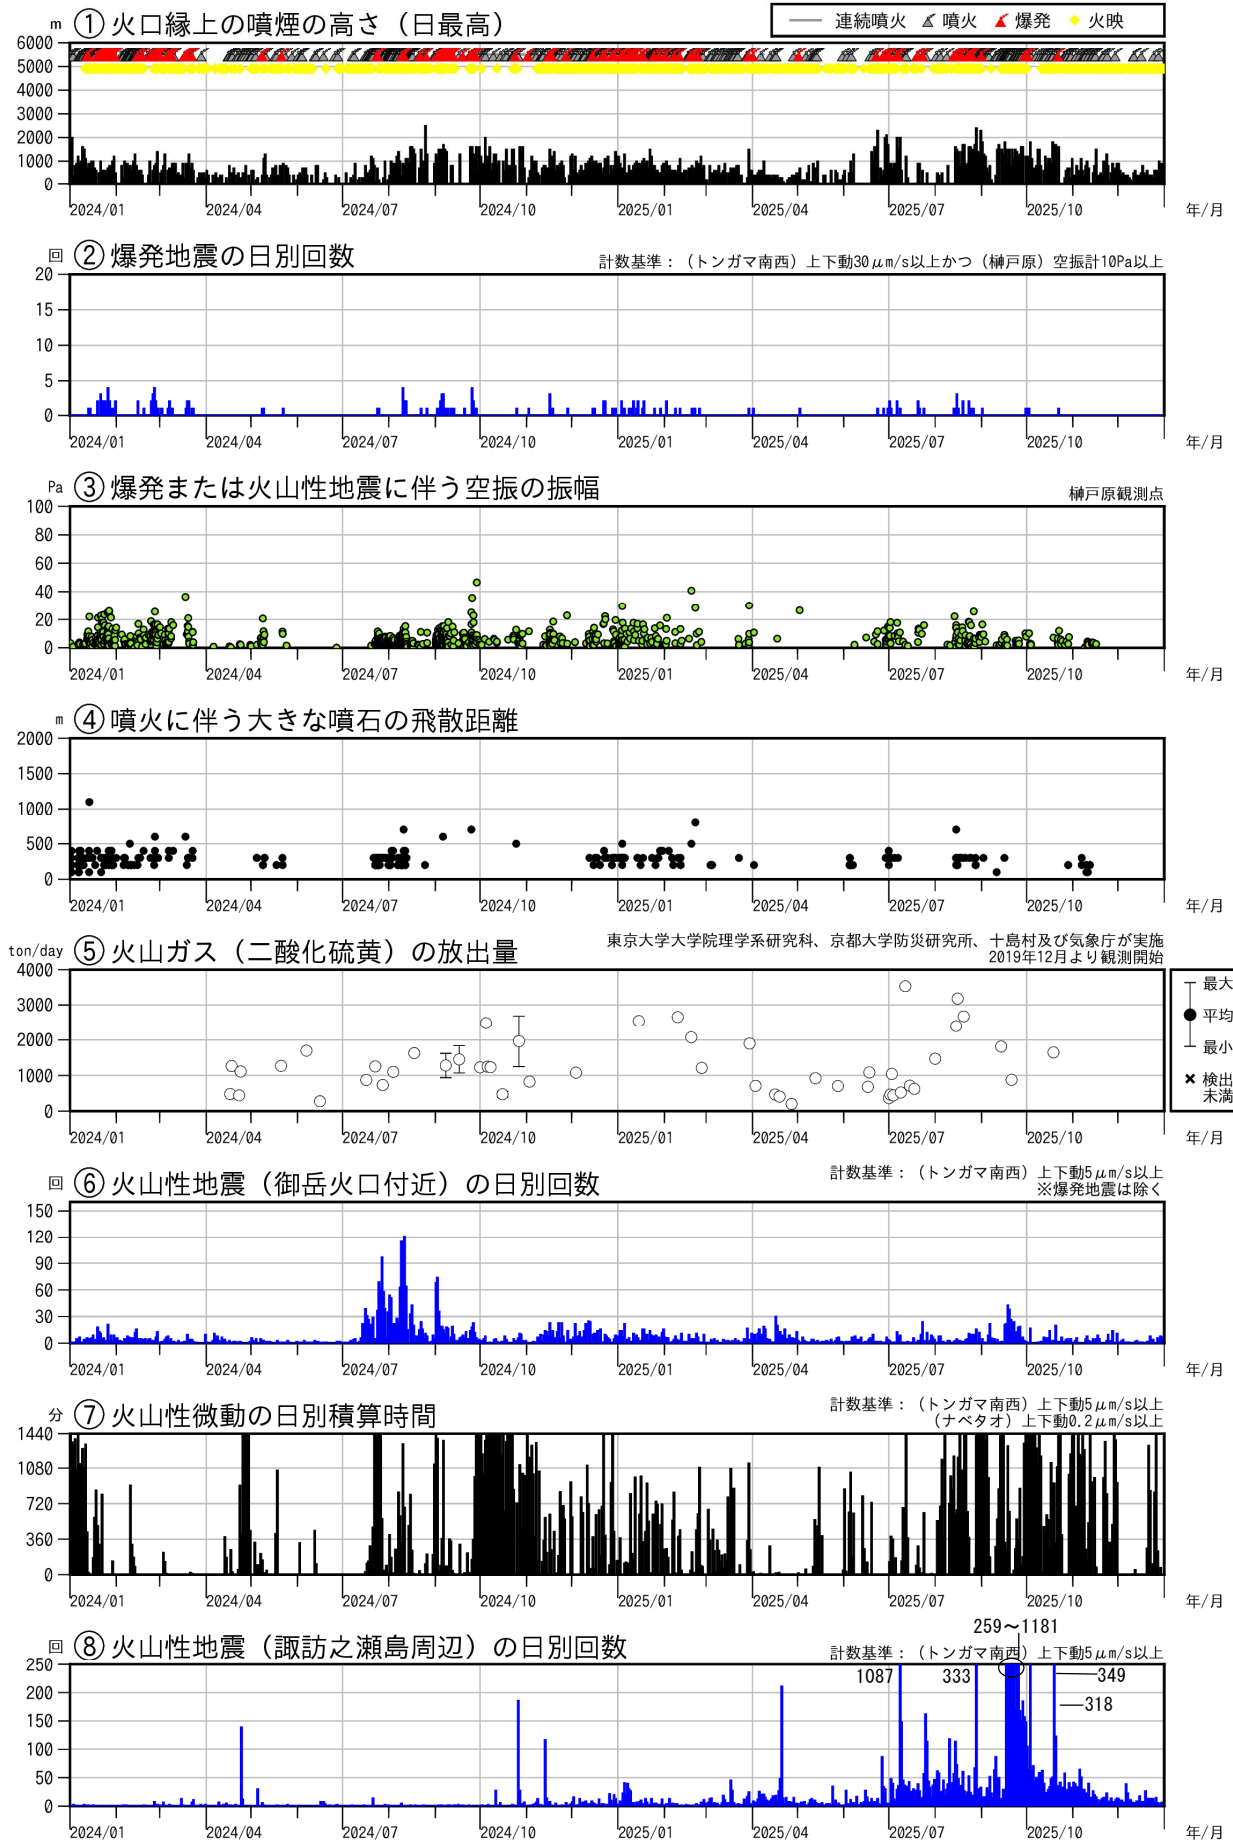 m ①火口縁上の噴煙の高さ（日最高）
連続噴火 噴火 爆発 火映
6000
5000
4000
3000
2000
1000
0
2024/01 2024/04 2024/07 2024/10 2025/01 2025/04 2025/07 2025/10 年/月
回 ②爆発地震の日別回数
計数基準：（トンガマ南西）上下動30μm/s以上かつ（榊戸原）空振計10Pa以上
20
15
10
5
0
2024/01 2024/04 2024/07 2024/10 2025/01 2025/04 2025/07 2025/10 年/月
Pa ③爆発または火山性地震に伴う空振の振幅
榊戸原観測点
100
80
60
40
20
0
2024/01 2024/04 2024/07 2024/10 2025/01 2025/04 2025/07 2025/10 年/月
m ④噴火に伴う大きな噴石の飛散距離
2000
1500
1000
500
0
2024/01 2024/04 2024/07 2024/10 2025/01 2025/04 2025/07 2025/10 年/月
ton/day ⑤火山ガス（二酸化硫黄）の放出量
東京大学大学院理学系研究科、京都大学防災研究所、十島村及び気象庁が実施
2019年12月より観測開始
4000
3000
2000
1000
0
最大
平均
最小
検出
未満
2024/01 2024/04 2024/07 2024/10 2025/01 2025/04 2025/07 2025/10 年/月
回 ⑥火山性地震（御岳火口付近）の日別回数
計数基準：（トンガマ南西）上下動5μm/s以上
※爆発地震は除く
150
120
90
60
30
0
2024/01 2024/04 2024/07 2024/10 2025/01 2025/04 2025/07 2025/10 年/月
分 ⑦火山性微動の日別積算時間
計数基準：（トンガマ南西）上下動5μm/s以上
（ナベタオ）上下動0.2μm/s以上
1440
1080
720
360
0
2024/01 2024/04 2024/07 2024/10 2025/01 2025/04 2025/07 2025/10 年/月
259～1181
回 ⑧火山性地震（諏訪之瀬島周辺）の日別回数
計数基準：（トンガマ南西）上下動5μm/s以上
1087 333 349
318
250
200
150
100
50
0
2024/01 2024/04 2024/07 2024/10 2025/01 2025/04 2025/07 2025/10 年/月